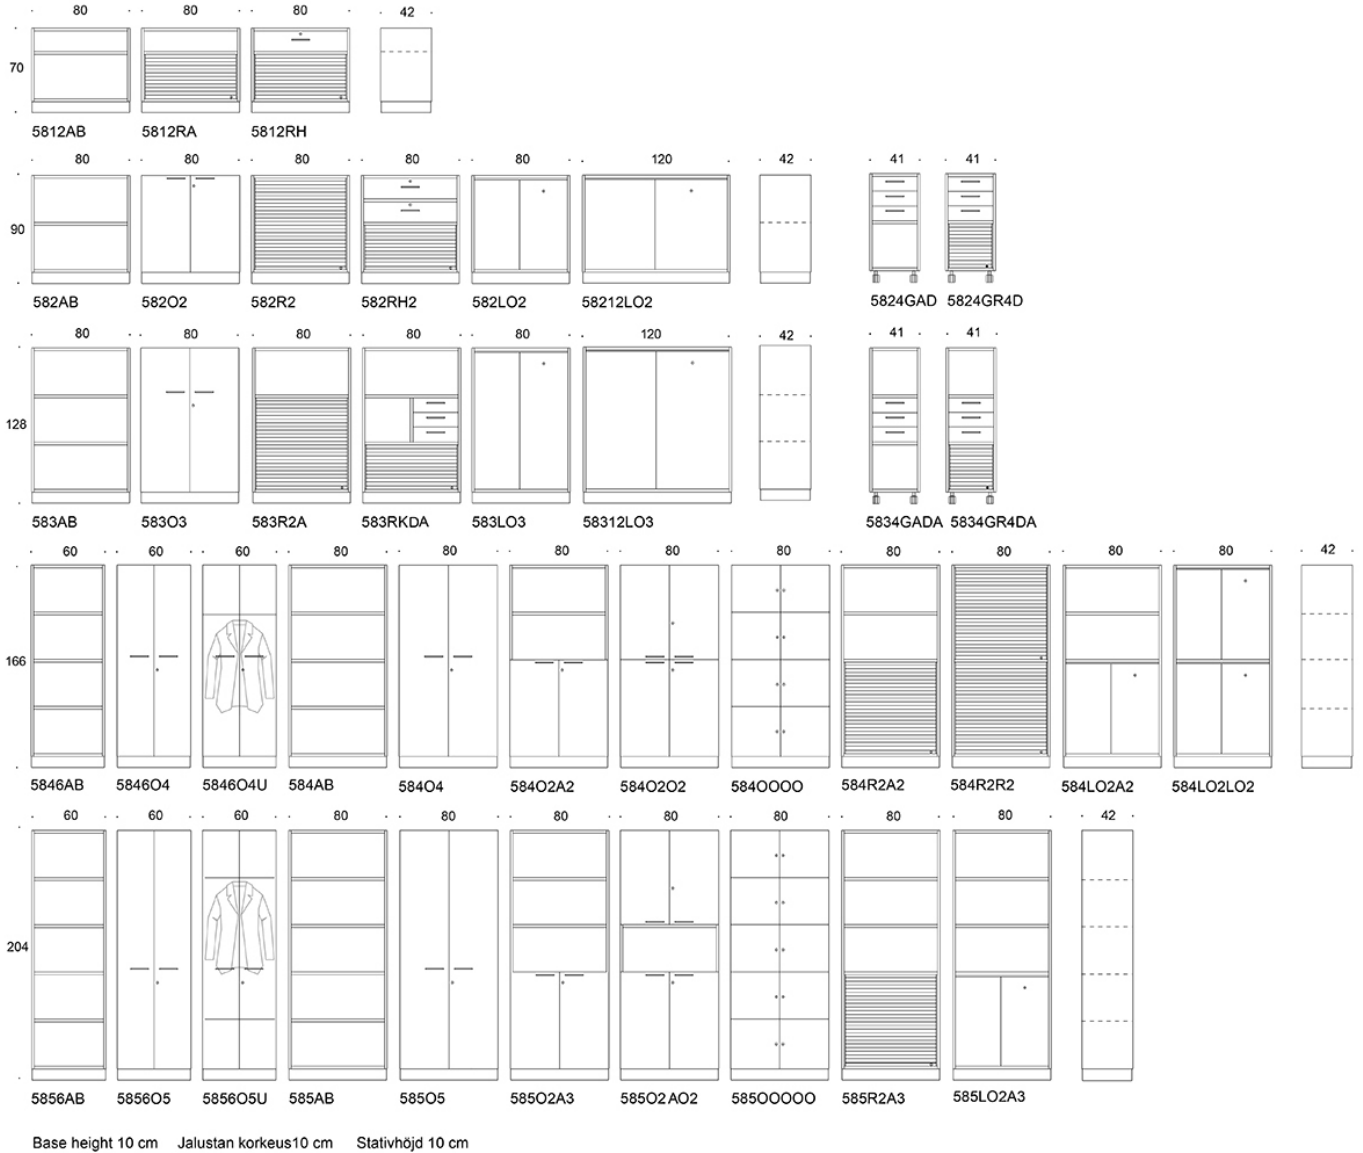 80 80 80 42
70
5812AB 5812RA 5812RH
80 80 80 80 80 120 42 41 41
90
582AB 582O2 582R2 582RH2 582LO2 58212LO2 5824GAD 5824GR4D
80 80 80 80 80 120 42 41 41
128
583AB 583O3 583R2A 583RKDA 583LO3 58312LO3 5834GADA 5834GR4DA
60 60 60 80 80 80 80 80 80 80 80 80 42
166
5846AB 5846O4 5846O4U 584AB 584O4 584O2A2 584O2O2 584OOOO 584R2A2 584R2R2 584LO2A2 584LO2LO2
60 60 60 80 80 80 80 80 80 80 42
204
5856AB 5856O5 5856O5U 585AB 585O5 585O2A3 585O2AO2 585OOOOO 585R2A3 585LO2A3
Base height 10 cm Jalustan korkeus10 cm Stativhöjd 10 cm